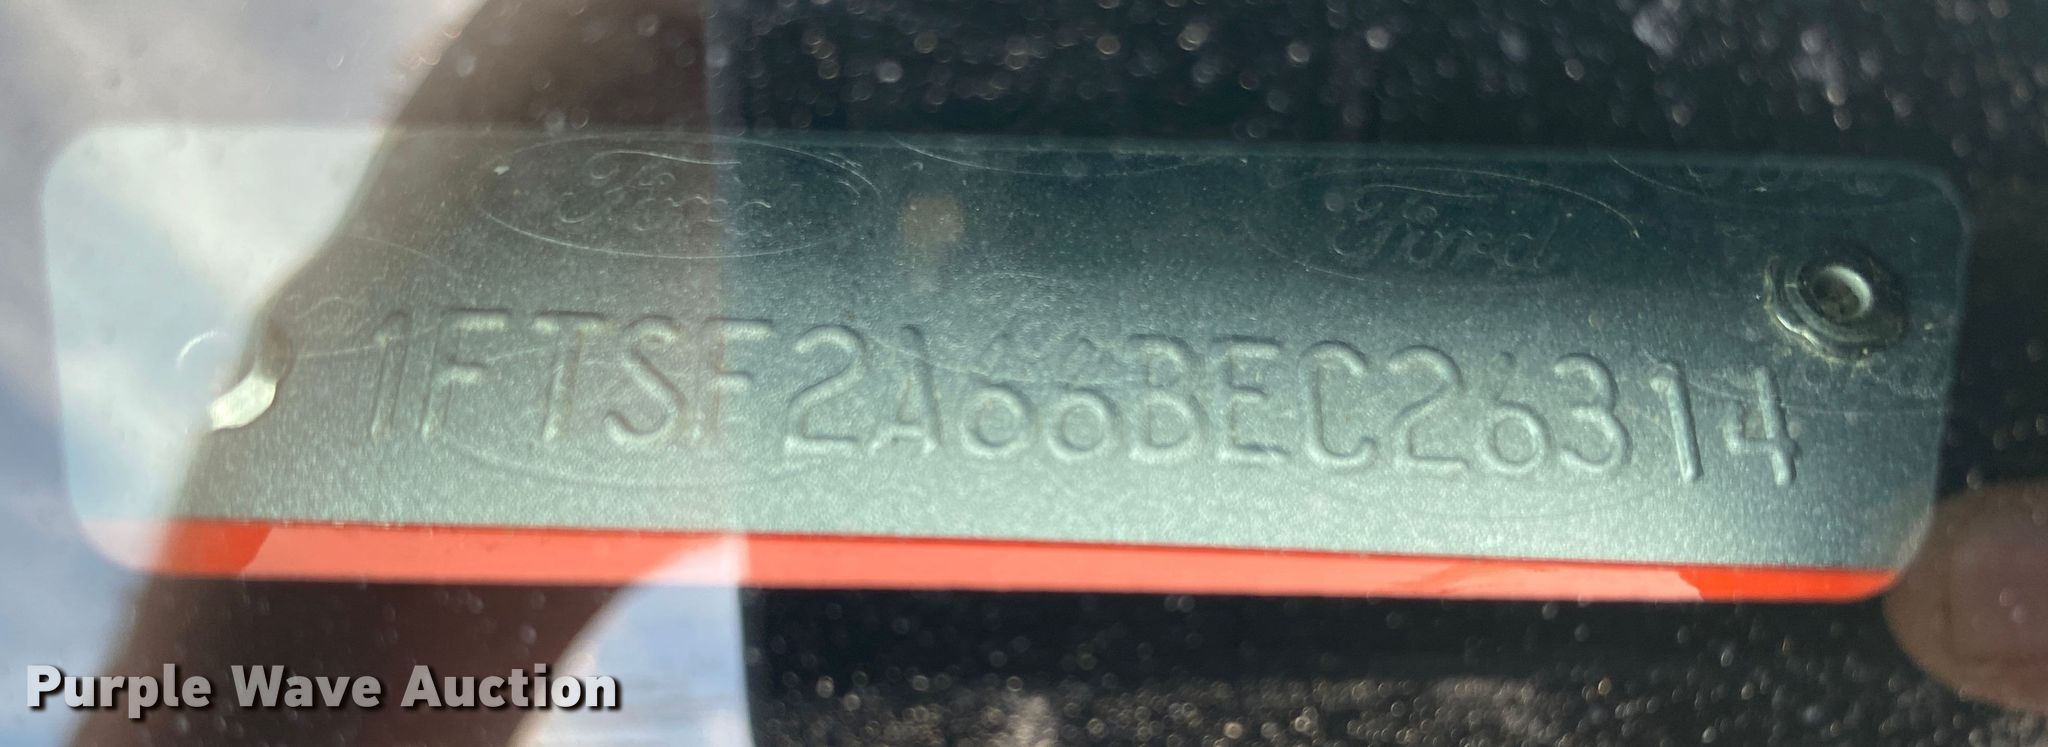 Ford Ford
1FTSF2A66BEC26314
Purple Wave Auction